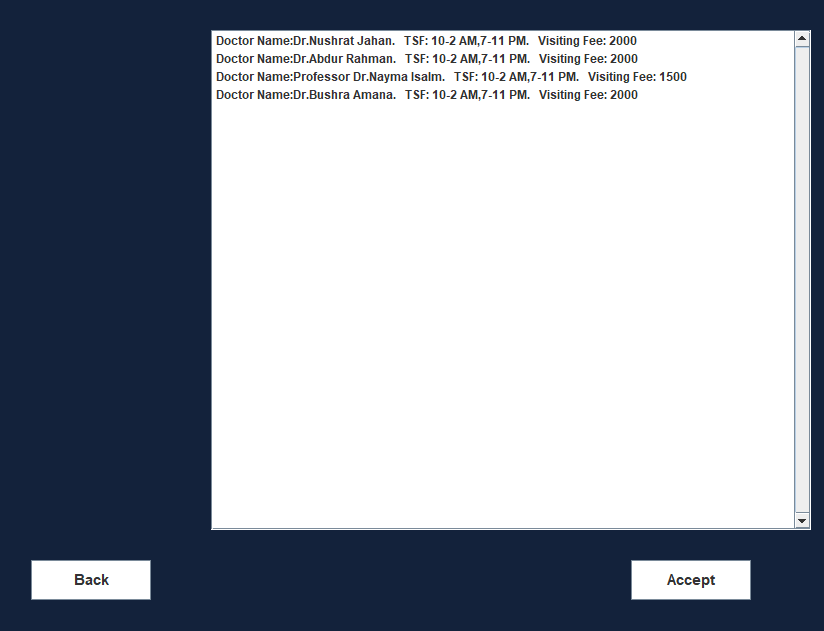 Doctor Name:Dr.Nushrat Jahan.   TSF: 10-2 AM,7-11 PM.   Visiting Fee: 2000
Doctor Name:Dr.Abdur Rahman.   TSF: 10-2 AM,7-11 PM.   Visiting Fee: 2000
Doctor Name:Professor Dr.Nayma Isalm.   TSF: 10-2 AM,7-11 PM.   Visiting Fee: 1500
Doctor Name:Dr.Bushra Amana.   TSF: 10-2 AM,7-11 PM.   Visiting Fee: 2000
Back
Accept